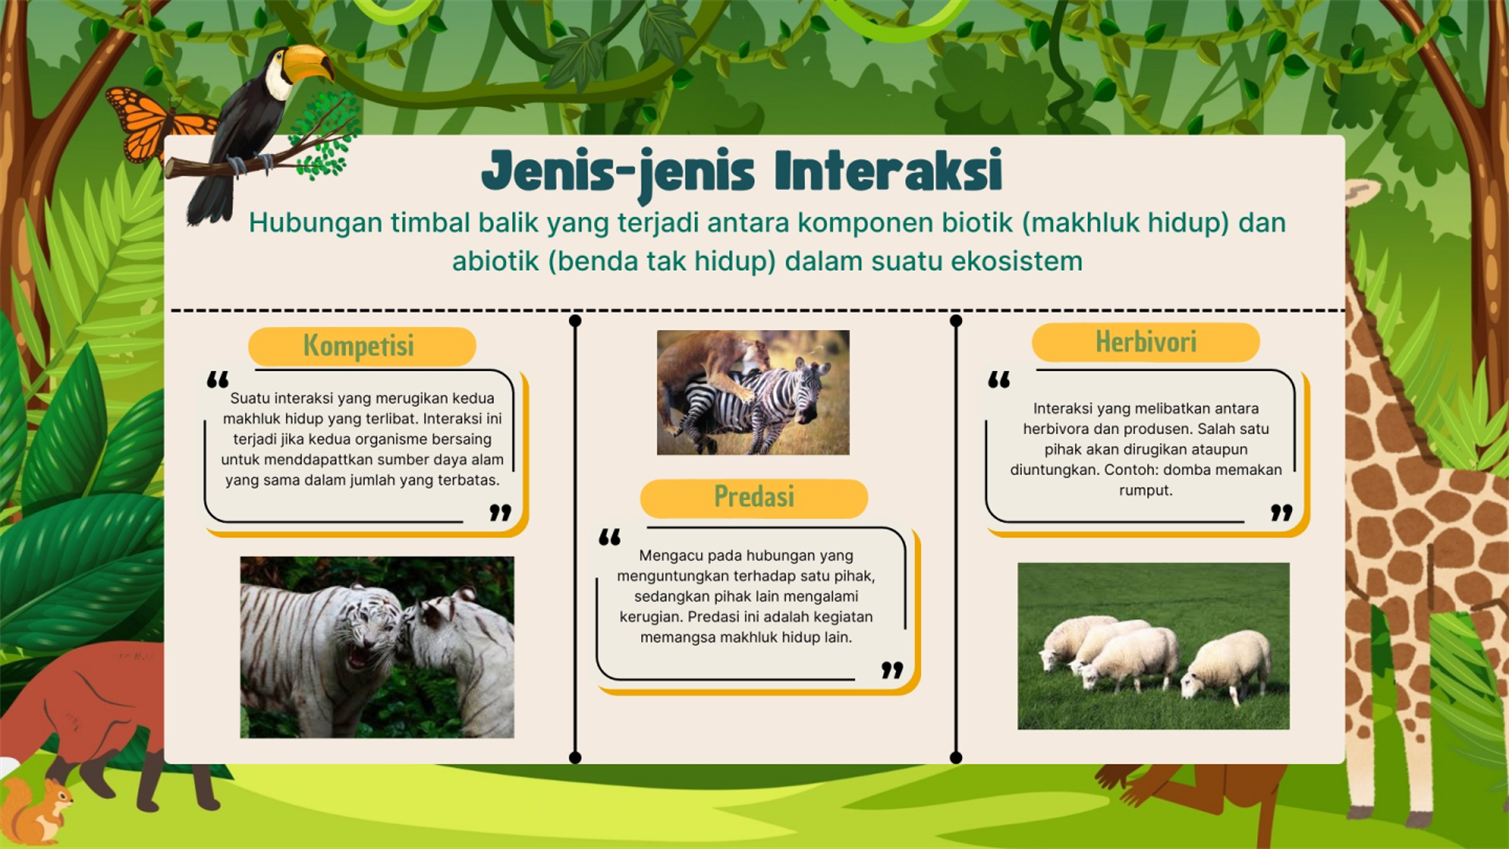 Jenis-jenis Interaksi
Hubungan timbal balik yang terjadi antara komponen biotik (makhluk hidup) dan
abiotik (benda tak hidup) dalam suatu ekosistem
Kompetisi
“
Suatu interaksi yang merugikan kedua
makhluk hidup yang terlibat. Interaksi ini
terjadi jika kedua organisme bersaing
untuk menddapattkan sumber daya alam
yang sama dalam jumlah yang terbatas.
”
Predasi
“
Mengacu pada hubungan yang
menguntungkan terhadap satu pihak,
sedangkan pihak lain mengalami
kerugian. Predasi ini adalah kegiatan
memangsa makhluk hidup lain.
”
Herbivori
“
Interaksi yang melibatkan antara
herbivora dan produsen. Salah satu
pihak akan dirugikan ataupun
diuntungkan. Contoh: domba memakan
rumput.
”